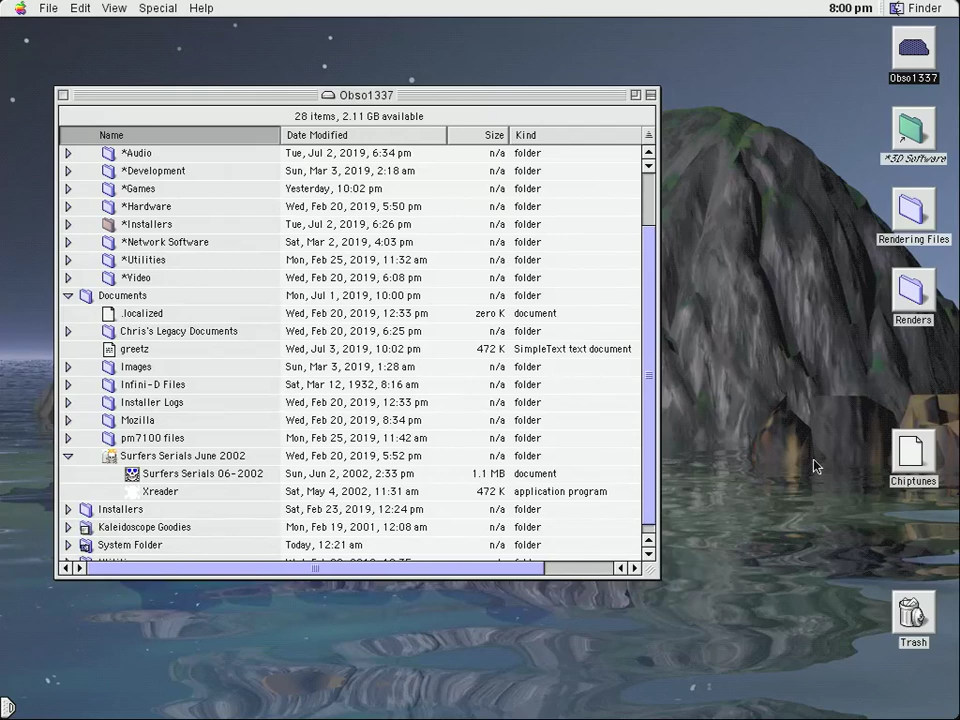 File Edit View Special Help 8:00 pm Finder
Obso1337
28 items, 2.11 GB available
Name Date Modified Size Kind
*Audio Tue, Jul 2, 2019, 6:34 pm n/a folder
*Development Sun, Mar 3, 2019, 2:18 am n/a folder
*Games Yesterday, 10:02 pm n/a folder
*Hardware Wed, Feb 20, 2019, 5:50 pm n/a folder
*Installers Tue, Jul 2, 2019, 6:26 pm n/a folder
*Network Software Sat, Mar 2, 2019, 4:03 pm n/a folder
*Utilities Mon, Feb 25, 2019, 11:32 am n/a folder
*Video Wed, Feb 20, 2019, 6:08 pm n/a folder
Documents Mon, Jul 1, 2019, 10:00 pm n/a folder
.localized Wed, Feb 20, 2019, 12:33 pm zero K document
Chris's Legacy Documents Wed, Feb 20, 2019, 6:25 pm n/a folder
greetz Wed, Jul 3, 2019, 10:02 pm 472 K SimpleText text document
Images Sun, Mar 3, 2019, 1:28 am n/a folder
Infini-D Files Sat, Mar 12, 1932, 8:16 am n/a folder
Installer Logs Wed, Feb 20, 2019, 12:33 pm n/a folder
Mozilla Wed, Feb 20, 2019, 8:34 pm n/a folder
pm7100 files Mon, Feb 25, 2019, 11:42 am n/a folder
Surfers Serials June 2002 Wed, Feb 20, 2019, 5:52 pm n/a folder
Surfers Serials 06-2002 Sun, Jun 2, 2002, 2:33 pm 1.1 MB document
Xreader Sat, May 4, 2002, 11:31 am 472 K application program
Installers Sat, Feb 23, 2019, 12:24 pm n/a folder
Kaleidoscope Goodies Mon, Feb 19, 2001, 12:08 am n/a folder
System Folder Today, 12:21 am n/a folder
Obso1337
*3D Software
Rendering Files
Renders
Chiptunes
Trash